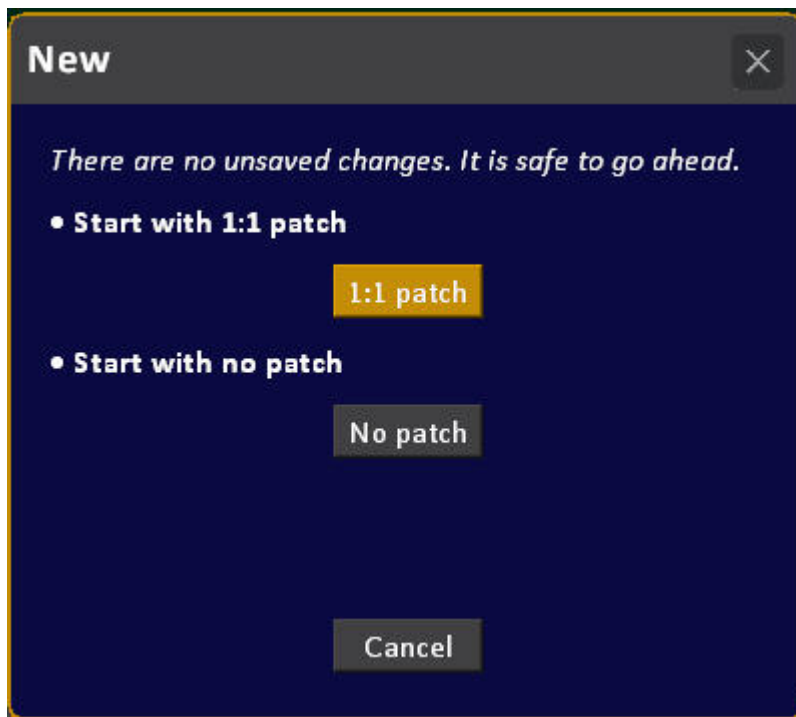 New
There are no unsaved changes. It is safe to go ahead.
• Start with 1:1 patch
1:1 patch
• Start with no patch
No patch
Cancel